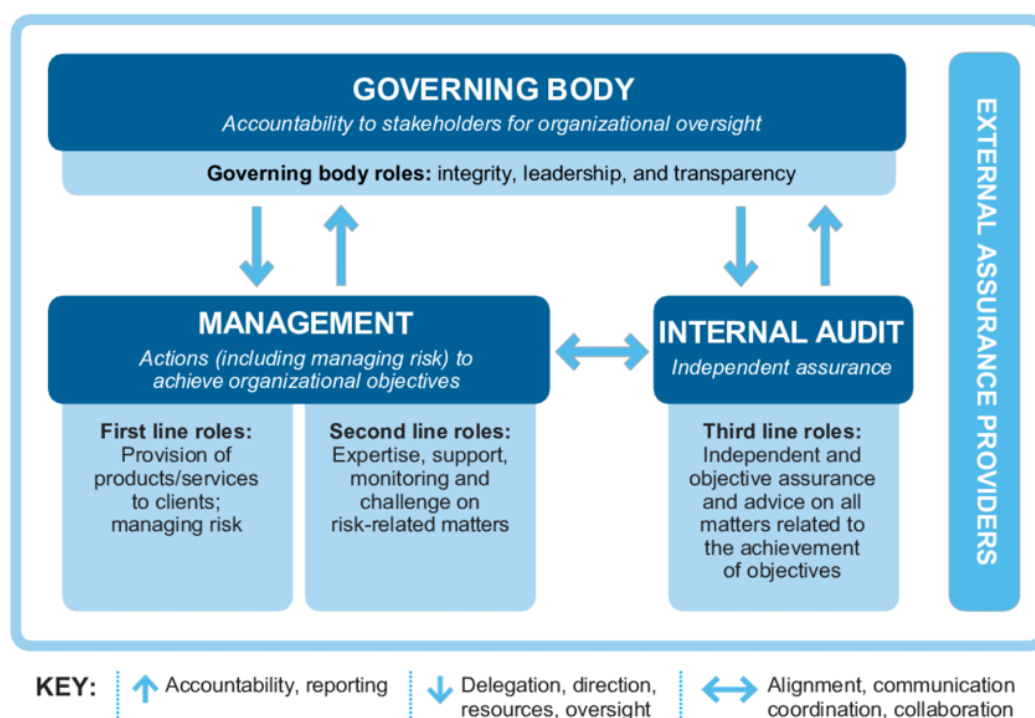 GOVERNING BODY
Accountability to stakeholders for organizational oversight
Governing body roles: integrity, leadership, and transparency
MANAGEMENT
Actions (including managing risk) to
achieve organizational objectives
INTERNAL AUDIT
Independent assurance
First line roles:
Provision of
products/services
to clients;
managing risk
Second line roles:
Expertise, support,
monitoring and
challenge on
risk-related matters
Third line roles:
Independent and
objective assurance
and advice on all
matters related to
the achievement
of objectives
EXTERNAL ASSURANCE PROVIDERS
KEY:
Accountability, reporting
Delegation, direction,
resources, oversight
Alignment, communication
coordination, collaboration